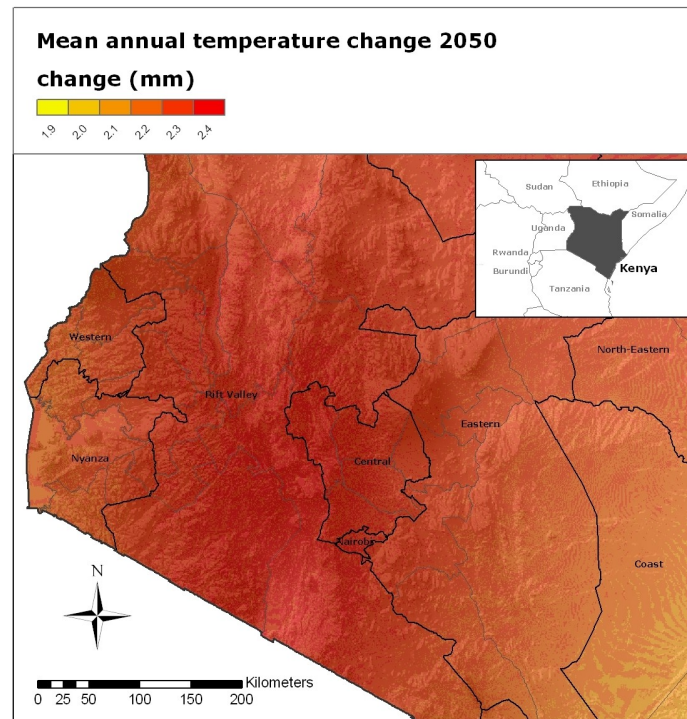 Mean annual temperature change 2050
change (mm)
1.9 2.0 2.1 2.2 2.3 2.4
Sudan
Ethiopia
Somalia
Uganda
Rwanda
Burundi
Kenya
Tanzania
Western
North-Eastern
Rift Valley
Eastern
Nyanza
Central
Nairobi
Coast
N
Kilometers
0 25 50 100 150 200